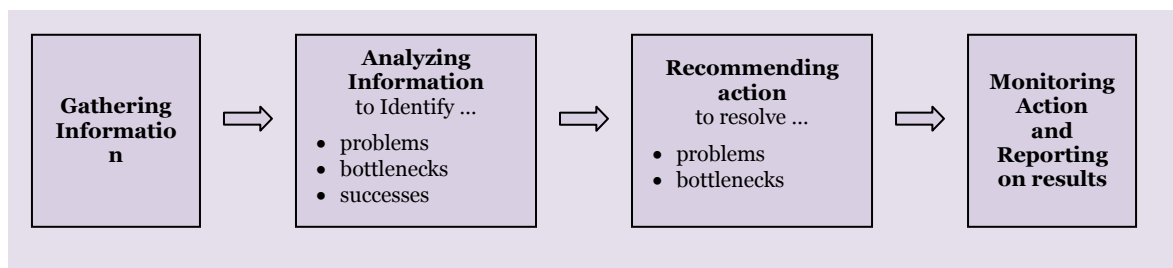 Gathering
Informatio
n
Analyzing
Information
to Identify ...
• problems
• bottlenecks
• successes
Recommending
action
to resolve ...
• problems
• bottlenecks
Monitoring
Action
and
Reporting
on results